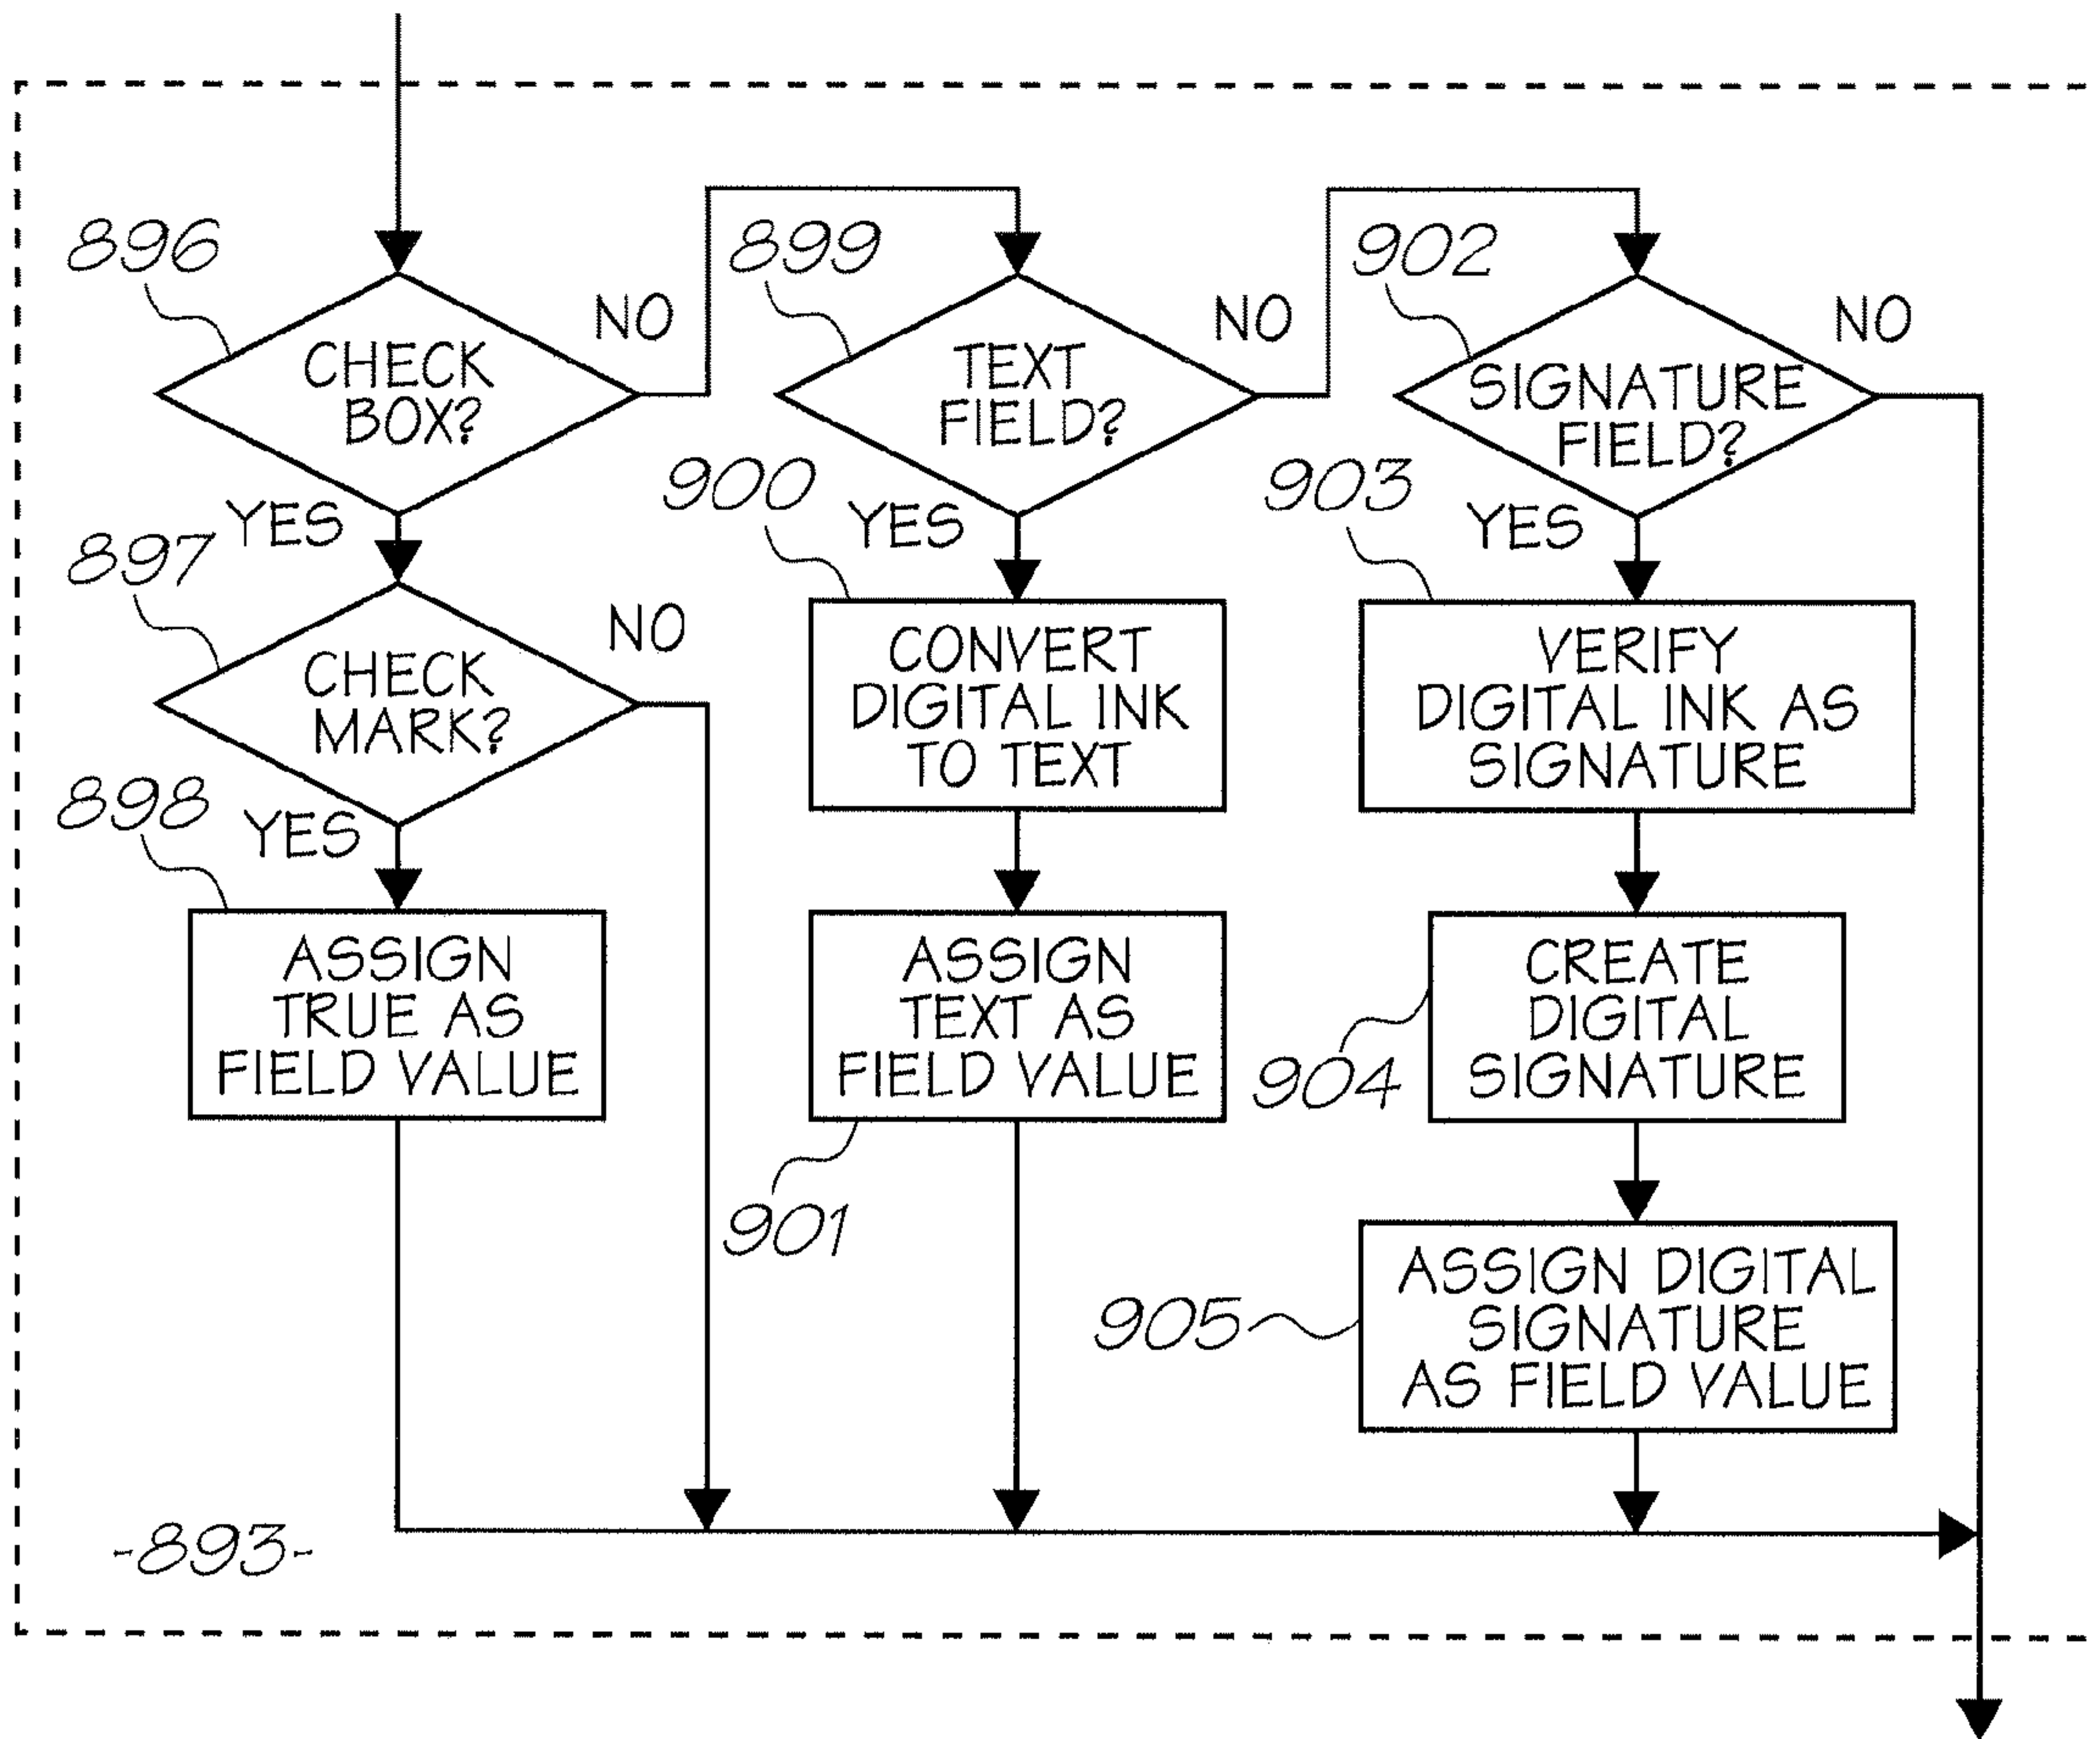 896
CHECK
BOX?
NO
YES
897
CHECK
MARK?
NO
YES
898
ASSIGN
TRUE AS
FIELD VALUE
899
TEXT
FIELD?
NO
YES
900
CONVERT
DIGITAL INK
TO TEXT
ASSIGN
TEXT AS
FIELD VALUE
901
902
SIGNATURE
FIELD?
NO
YES
903
VERIFY
DIGITAL INK AS
SIGNATURE
CREATE
DIGITAL
SIGNATURE
904
ASSIGN DIGITAL
SIGNATURE
AS FIELD VALUE
905
-893-